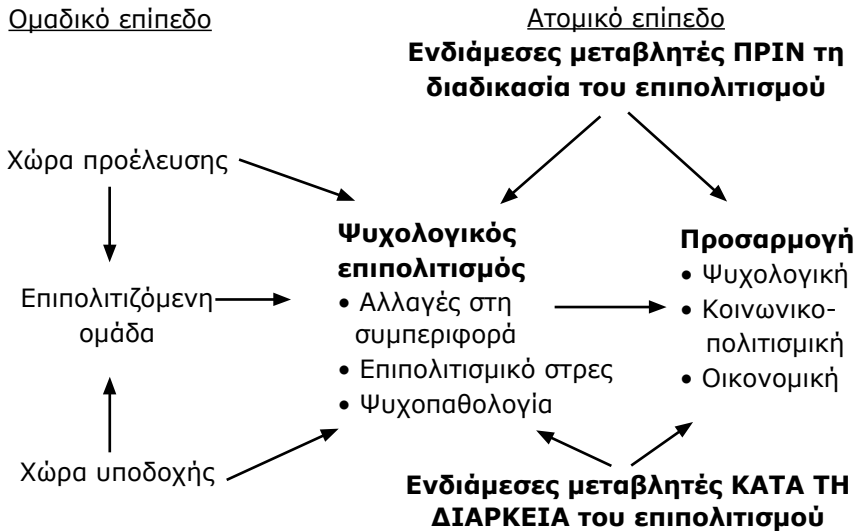 Ομαδικό επίπεδο
Ατομικό επίπεδο
Ενδιάμεσες μεταβλητές ΠΡΙΝ τη
διαδικασία του επιπολιτισμού
Χώρα προέλευσης
Επιπολιτιζόμενη
ομάδα
Χώρα υποδοχής
Ψυχολογικός
επιπολιτισμός
• Αλλαγές στη
συμπεριφορά
• Επιπολιτισμικό στρες
• Ψυχοπαθολογία
Προσαρμογή
• Ψυχολογική
• Κοινωνικο-
πολιτισμική
• Οικονομική
Ενδιάμεσες μεταβλητές ΚΑΤΑ ΤΗ
ΔΙΑΡΚΕΙΑ του επιπολιτισμού